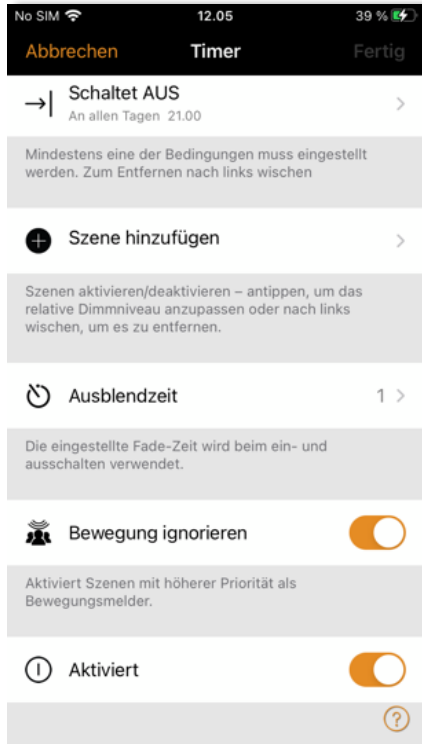 No SIM 12.05 39 %
Abbrechen Timer Fertig
Schaltet AUS
An allen Tagen 21.00
Mindestens eine der Bedingungen muss eingestellt
werden. Zum Entfernen nach links wischen
Szene hinzufügen
Szenen aktivieren/deaktivieren – antippen, um das
relative Dimmniveau anzupassen oder nach links
wischen, um es zu entfernen.
Ausblendzeit 1
Die eingestellte Fade-Zeit wird beim ein- und
ausschalten verwendet.
Bewegung ignorieren
Aktiviert Szenen mit höherer Priorität als
Bewegungsmelder.
Aktiviert
?